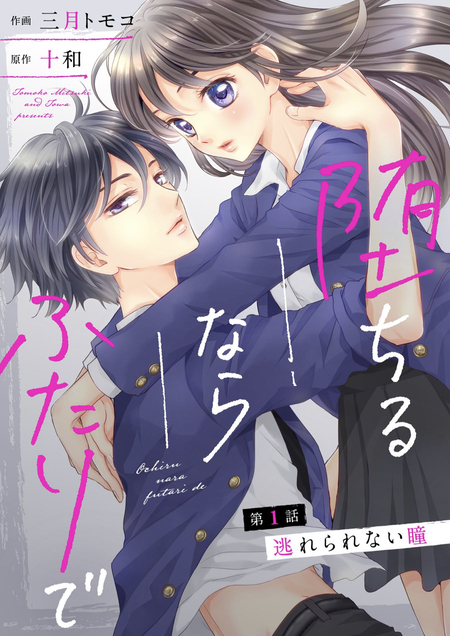 作画 三月トモコ
原作 十和
Tomoko Mitsuki
and Towa
presents
堕ちる
なら
ふたりで
Ochiru
nara
futari de
第1話
逃れられない瞳